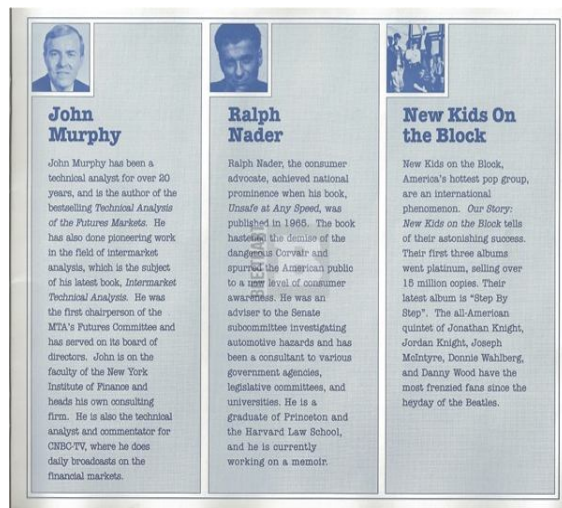 John
Murphy
John Murphy has been a
technical analyst for over 20
years, and is the author of the
bestselling Technical Analysis
of the Futures Markets. He
has also done pioneering work
in the field of intermarket
analysis, which is the subject
of his latest book, Intermarket
Technical Analysis. He was
the first chairperson of the
MTA's Futures Committee and
has served on its board of
directors. John is on the
faculty of the New York
Institute of Finance and
heads his own consulting
firm. He is also the technical
analyst and commentator for
CNBC-TV, where he does
daily broadcasts on the
financial markets.
Ralph
Nader
Ralph Nader, the consumer
advocate, achieved national
prominence when his book,
Unsafe at Any Speed, was
published in 1965. The book
hastened the demise of the
dangerous Corvair and
spurred the American public
to a new level of consumer
awareness. He was an
adviser to the Senate
subcommittee investigating
automotive hazards and has
been a consultant to various
government agencies,
legislative committees, and
universities. He is a
graduate of Princeton and
the Harvard Law School,
and he is currently
working on a memoir.
New Kids On
the Block
New Kids on the Block,
America's hottest pop group,
are an international
phenomenon. Our Story:
New Kids on the Block tells
of their astonishing success.
Their first three albums
went platinum, selling over
15 million copies. Their
latest album is "Step By
Step". The all-American
quintet of Jonathan Knight,
Jordan Knight, Joseph
McIntyre, Donnie Wahlberg,
and Danny Wood have the
most frenzied fans since the
heyday of the Beatles.